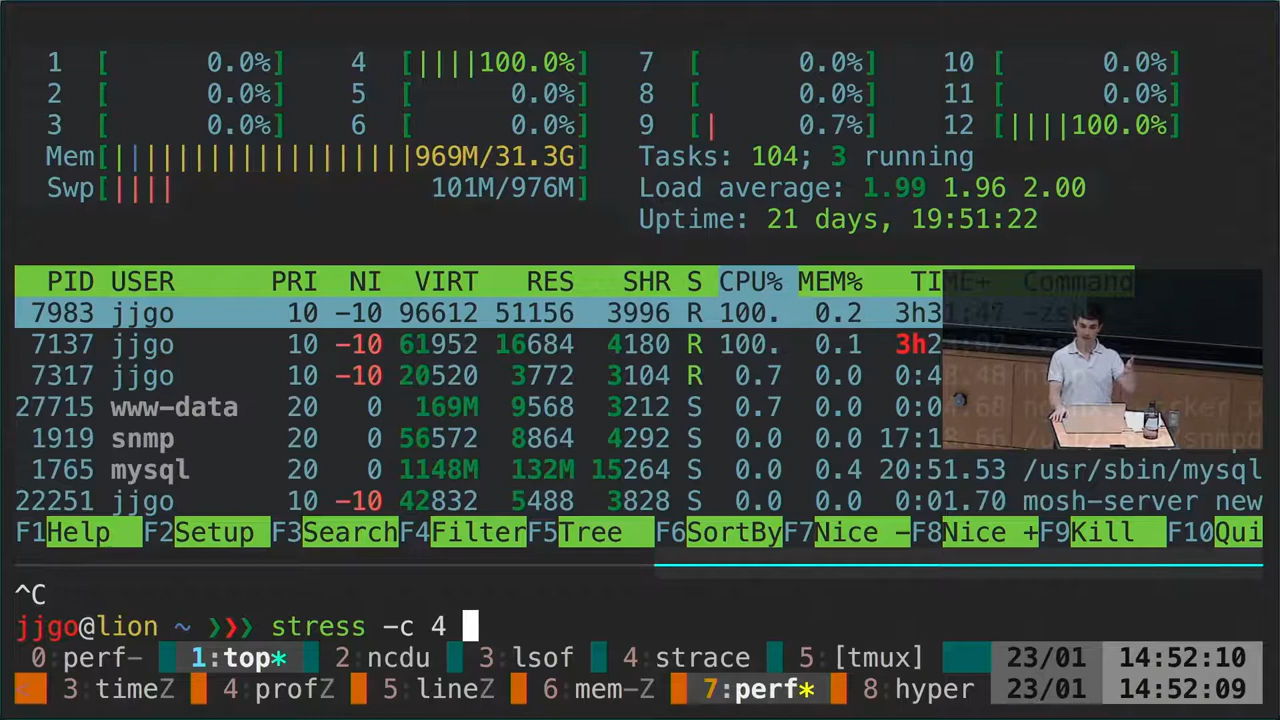 1 [ 0.0%] 4 [||||100.0%] 7 [ 0.0%] 10 [ 0.0%]
2 [ 0.0%] 5 [ 0.0%] 8 [ 0.0%] 11 [ 0.0%]
3 [ 0.0%] 6 [ 0.0%] 9 [| 0.7%] 12 [||||100.0%]
Mem[|||||||||||||||||||969M/31.3G] Tasks: 104; 3 running
Swp[|||| 101M/976M] Load average: 1.99 1.96 2.00
Uptime: 21 days, 19:51:22
PID USER PRI NI VIRT RES SHR S CPU% MEM% TIME+ Command
7983 jjgo 10 -10 96612 51156 3996 R 100. 0.2 3h31:47 -zs
7137 jjgo 10 -10 61952 16684 4180 R 100. 0.1 3h2
7317 jjgo 10 -10 20520 3772 3104 R 0.7 0.0 0:4
27715 www-data 20 0 169M 9568 3212 S 0.7 0.0 0:0
1919 snmp 20 0 56572 8864 4292 S 0.0 0.0 17:1
1765 mysql 20 0 1148M 132M 15264 S 0.0 0.4 20:51.53 /usr/sbin/mysql
22251 jjgo 10 -10 42832 5488 3828 S 0.0 0.0 0:01.70 mosh-server new
F1Help F2Setup F3SearchF4FilterF5Tree F6SortByF7Nice -F8Nice +F9Kill F10Qui
^C
jjgo@lion ~ ❯❯❯ stress -c 4
0:perf- 1:top* 2:ncdu 3:lsof 4:strace 5:[tmux] 23/01 14:52:10
3:timeZ 4:profZ 5:lineZ 6:mem-Z 7:perf* 8:hyper 23/01 14:52:09